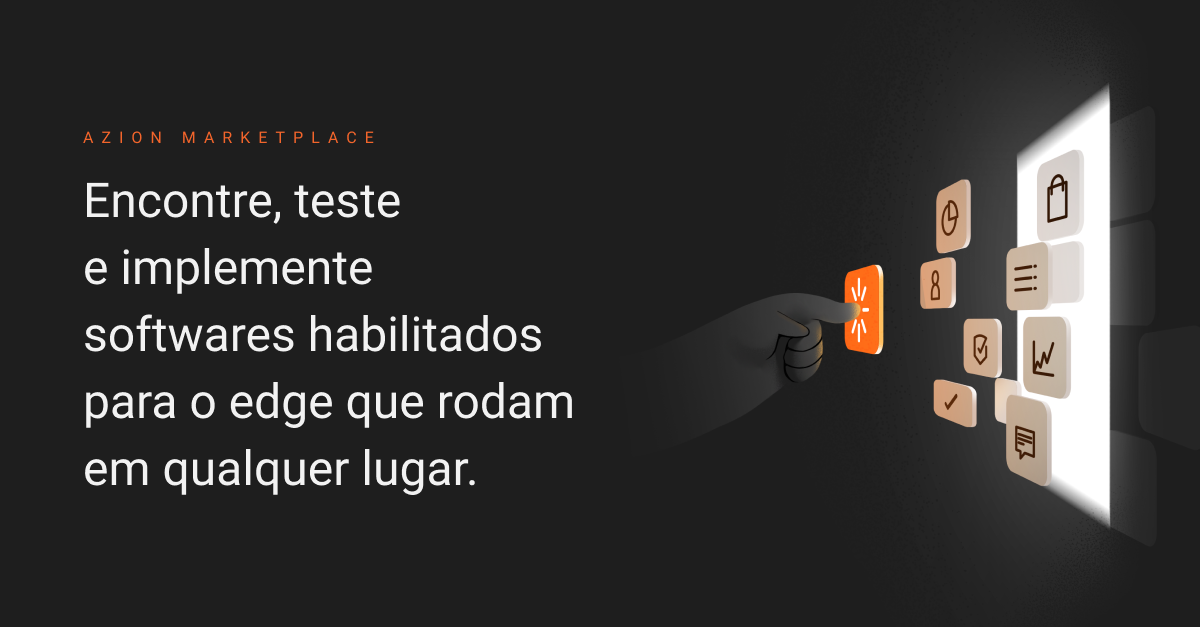 AZION MARKETPLACE
Encontre, teste
e implemente
softwares habilitados
para o edge que rodam
em qualquer lugar.